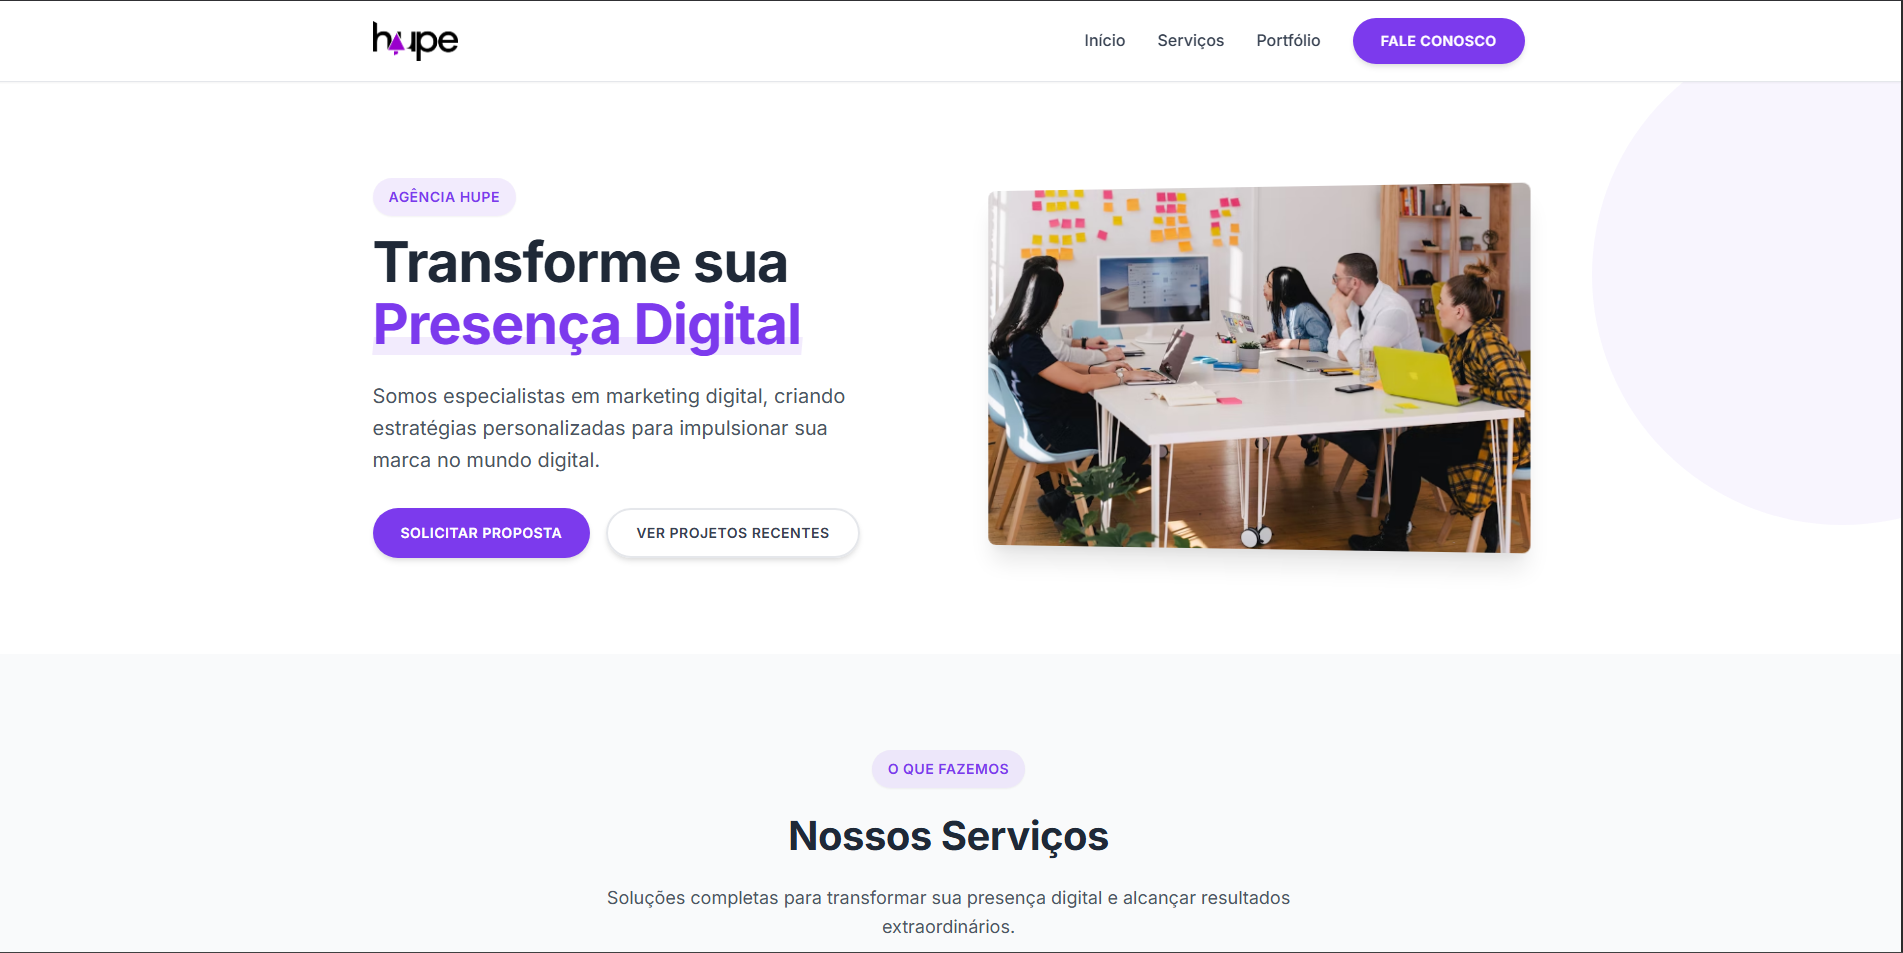 hupe
Início
Serviços
Portfólio
FALE CONOSCO
AGÊNCIA HUPE
Transforme sua
Presença Digital
Somos especialistas em marketing digital, criando
estratégias personalizadas para impulsionar sua
marca no mundo digital.
SOLICITAR PROPOSTA
VER PROJETOS RECENTES
O QUE FAZEMOS
Nossos Serviços
Soluções completas para transformar sua presença digital e alcançar resultados
extraordinários.